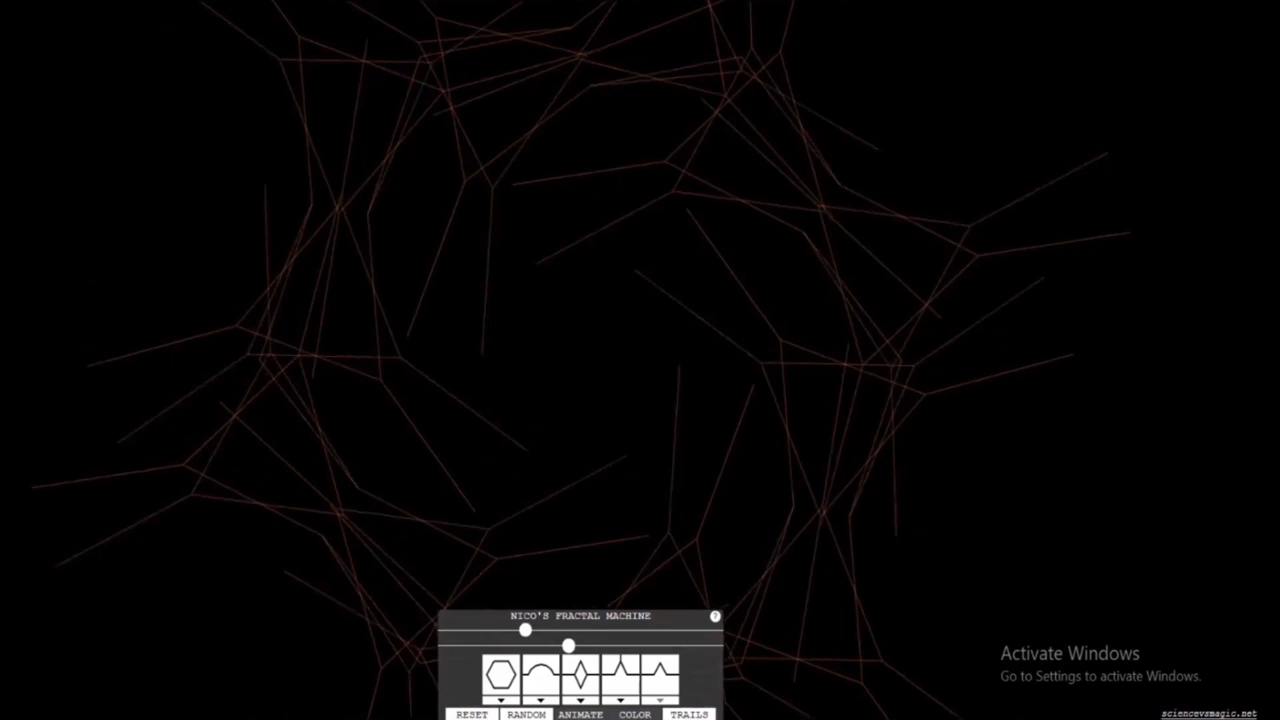 NICO'S FRACTAL MACHINE ?
RESET RANDOM ANIMATE COLOR TRAILS
Activate Windows
Go to Settings to activate Windows.
sciencevsmagic.net